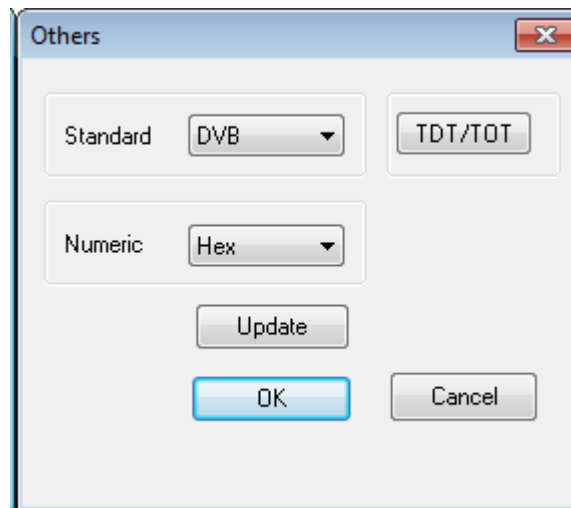 Others
Standard DVB TDT/TOT
Numeric Hex
Update
OK Cancel